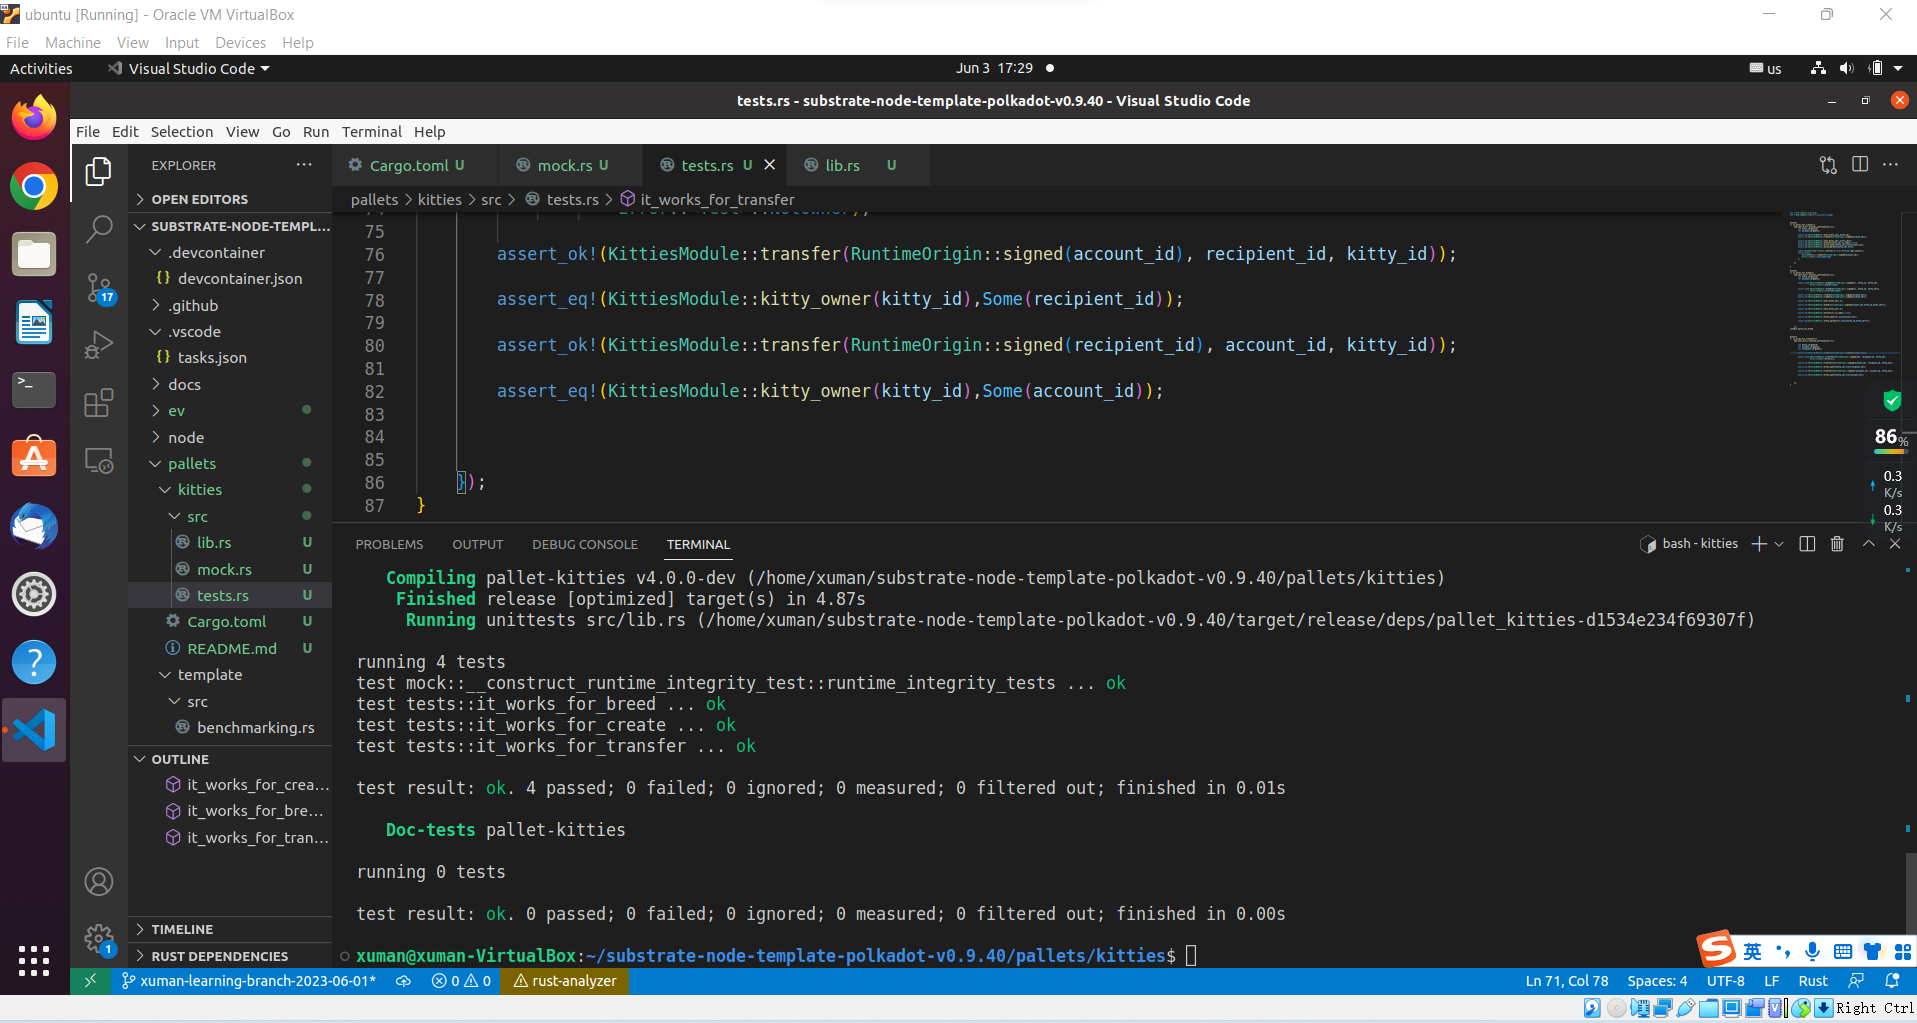 ubuntu [Running] - Oracle VM VirtualBox
File Machine View Input Devices Help
Activities Visual Studio Code Jun 3 17:29 us
tests.rs - substrate-node-template-polkadot-v0.9.40 - Visual Studio Code
File Edit Selection View Go Run Terminal Help
EXPLORER
OPEN EDITORS
SUBSTRATE-NODE-TEMPL...
.devcontainer
devcontainer.json
.github
.vscode
tasks.json
docs
ev
node
pallets
kitties
src
lib.rs U
mock.rs U
tests.rs U
Cargo.toml U
README.md U
template
src
benchmarking.rs
OUTLINE
it_works_for_crea...
it_works_for_bre...
it_works_for_tran...
TIMELINE
RUST DEPENDENCIES
17
1
Cargo.toml U mock.rs U tests.rs U lib.rs U
pallets > kitties > src > tests.rs > it_works_for_transfer
75
76 assert_ok!(KittiesModule::transfer(RuntimeOrigin::signed(account_id), recipient_id, kitty_id));
77
78 assert_eq!(KittiesModule::kitty_owner(kitty_id),Some(recipient_id));
79
80 assert_ok!(KittiesModule::transfer(RuntimeOrigin::signed(recipient_id), account_id, kitty_id));
81
82 assert_eq!(KittiesModule::kitty_owner(kitty_id),Some(account_id));
83
84
85
86 });
87 }
86%
0.3
K/s
0.3
K/s
PROBLEMS OUTPUT DEBUG CONSOLE TERMINAL bash - kitties
Compiling pallet-kitties v4.0.0-dev (/home/xuman/substrate-node-template-polkadot-v0.9.40/pallets/kitties)
Finished release [optimized] target(s) in 4.87s
Running unittests src/lib.rs (/home/xuman/substrate-node-template-polkadot-v0.9.40/target/release/deps/pallet_kitties-d1534e234f69307f)
running 4 tests
test mock::__construct_runtime_integrity_test::runtime_integrity_tests ... ok
test tests::it_works_for_breed ... ok
test tests::it_works_for_create ... ok
test tests::it_works_for_transfer ... ok
test result: ok. 4 passed; 0 failed; 0 ignored; 0 measured; 0 filtered out; finished in 0.01s
Doc-tests pallet-kitties
running 0 tests
test result: ok. 0 passed; 0 failed; 0 ignored; 0 measured; 0 filtered out; finished in 0.00s
xuman@xuman-VirtualBox:~/substrate-node-template-polkadot-v0.9.40/pallets/kitties$
英
xuman-learning-branch-2023-06-01* 0 0 rust-analyzer Ln 71, Col 78 Spaces: 4 UTF-8 LF Rust
Right Ctrl